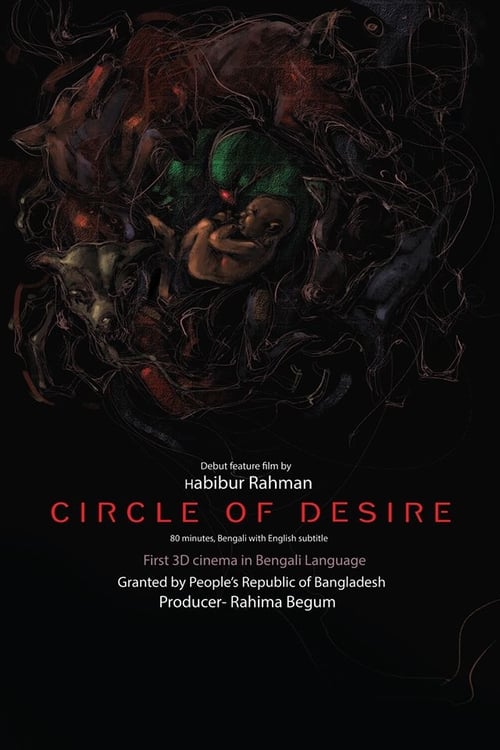 Debut feature film by
Habibur Rahman
CIRCLE OF DESIRE
80 minutes, Bengali with English subtitle
First 3D cinema in Bengali Language
Granted by People's Republic of Bangladesh
Producer- Rahima Begum